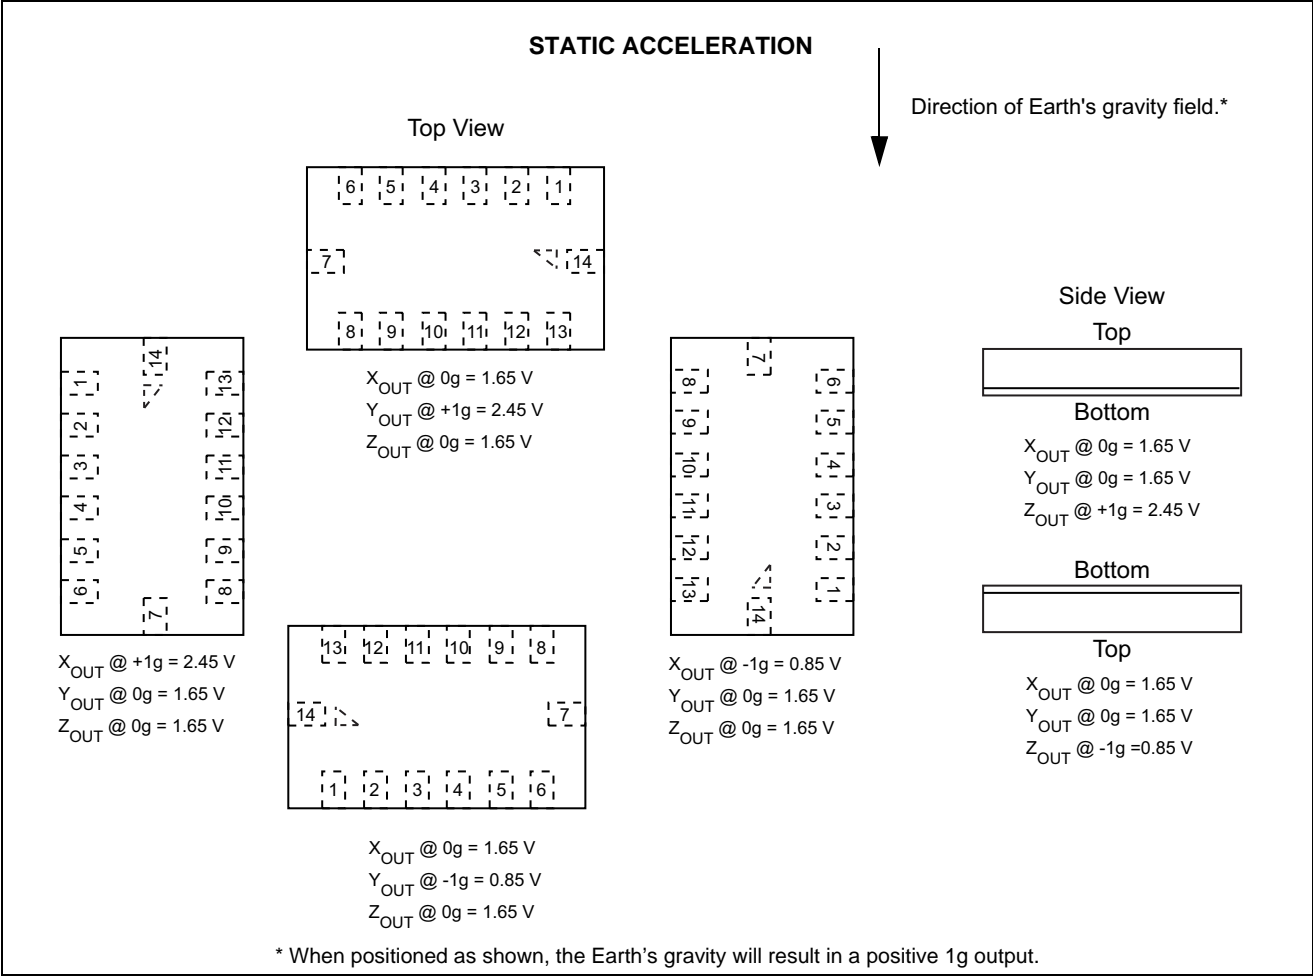 STATIC ACCELERATION
Direction of Earth's gravity field.*
Top View
6 5 4 3 2 1
7 14
8 9 10 11 12 13
XOUT @ 0g = 1.65 V
YOUT @ +1g = 2.45 V
ZOUT @ 0g = 1.65 V
14
1 13
2 12
3 11
4 10
5 9
6 8
7
XOUT @ +1g = 2.45 V
YOUT @ 0g = 1.65 V
ZOUT @ 0g = 1.65 V
13 12 11 10 9 8
14 7
1 2 3 4 5 6
XOUT @ 0g = 1.65 V
YOUT @ -1g = 0.85 V
ZOUT @ 0g = 1.65 V
7
8 6
9 5
10 4
11 3
12 2
13 1
14
XOUT @ -1g = 0.85 V
YOUT @ 0g = 1.65 V
ZOUT @ 0g = 1.65 V
Side View
Top
Bottom
XOUT @ 0g = 1.65 V
YOUT @ 0g = 1.65 V
ZOUT @ +1g = 2.45 V
Bottom
Top
XOUT @ 0g = 1.65 V
YOUT @ 0g = 1.65 V
ZOUT @ -1g =0.85 V
* When positioned as shown, the Earth's gravity will result in a positive 1g output.